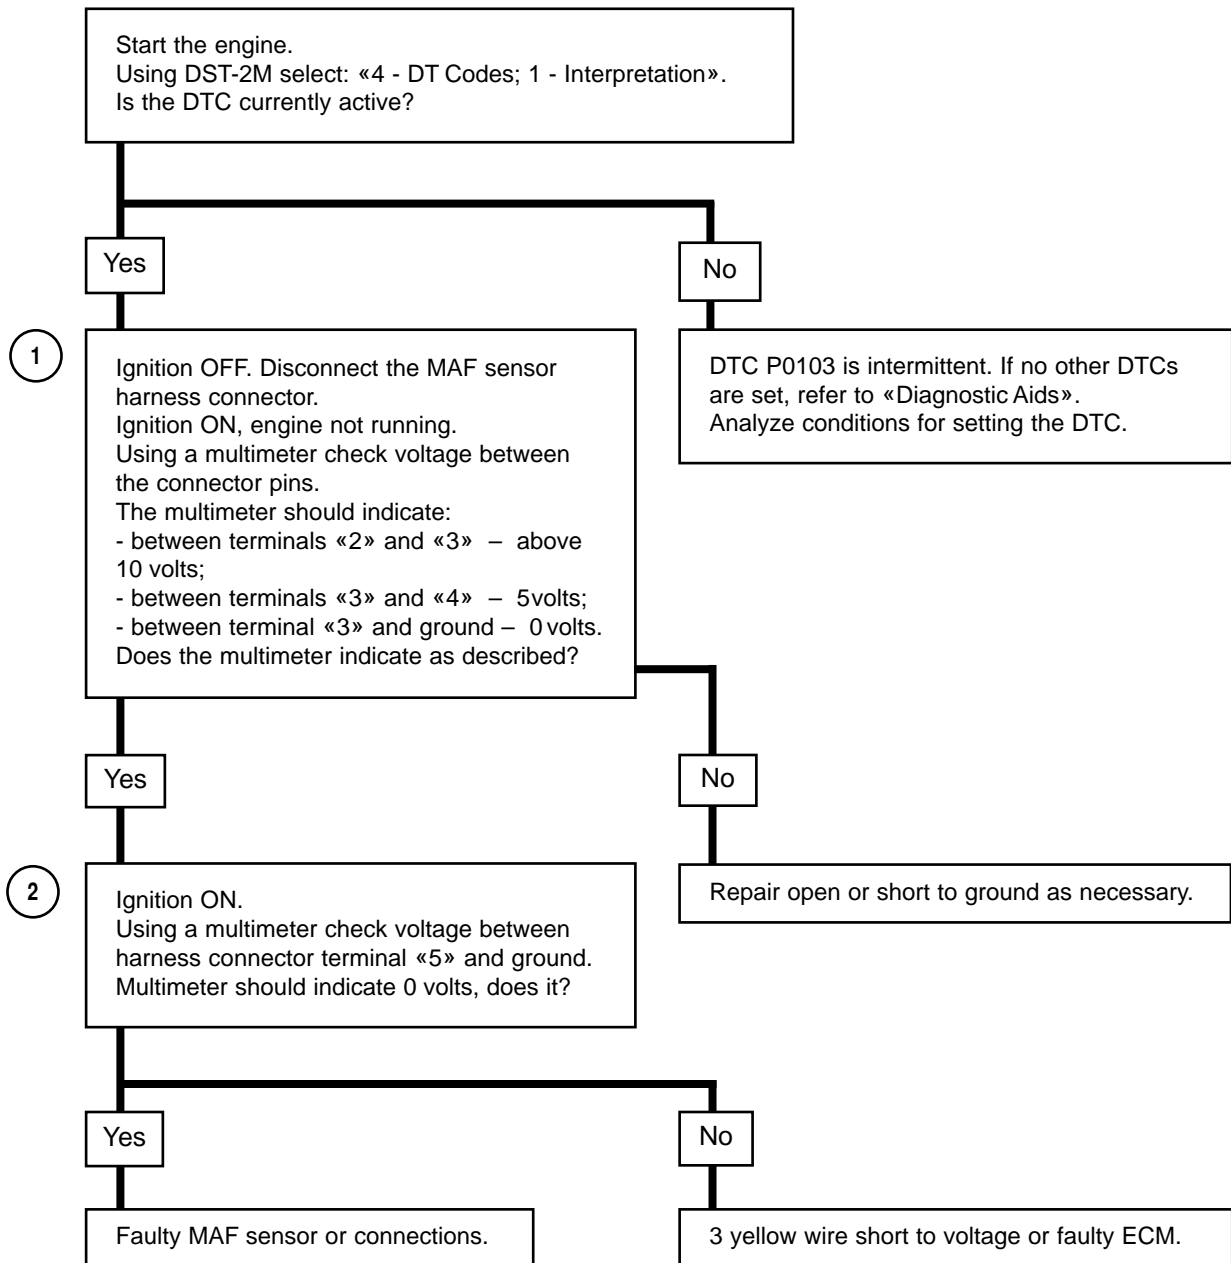 Start the engine.
Using DST-2M select: «4 - DT Codes; 1 - Interpretation».
Is the DTC currently active?
Yes
No
1
Ignition OFF. Disconnect the MAF sensor
harness connector.
Ignition ON, engine not running.
Using a multimeter check voltage between
the connector pins.
The multimeter should indicate:
- between terminals «2» and «3» – above
10 volts;
- between terminals «3» and «4» – 5 volts;
- between terminal «3» and ground – 0 volts.
Does the multimeter indicate as described?
DTC P0103 is intermittent. If no other DTCs
are set, refer to «Diagnostic Aids».
Analyze conditions for setting the DTC.
Yes
No
2
Ignition ON.
Using a multimeter check voltage between
harness connector terminal «5» and ground.
Multimeter should indicate 0 volts, does it?
Repair open or short to ground as necessary.
Yes
No
Faulty MAF sensor or connections.
3 yellow wire short to voltage or faulty ECM.